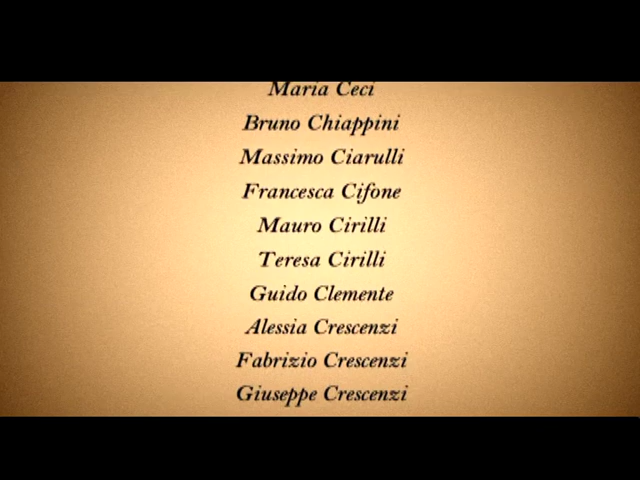 Maria Ceci
Bruno Chiappini
Massimo Ciarulli
Francesca Cifone
Mauro Cirilli
Teresa Cirilli
Guido Clemente
Alessia Crescenzi
Fabrizio Crescenzi
Giuseppe Crescenzi